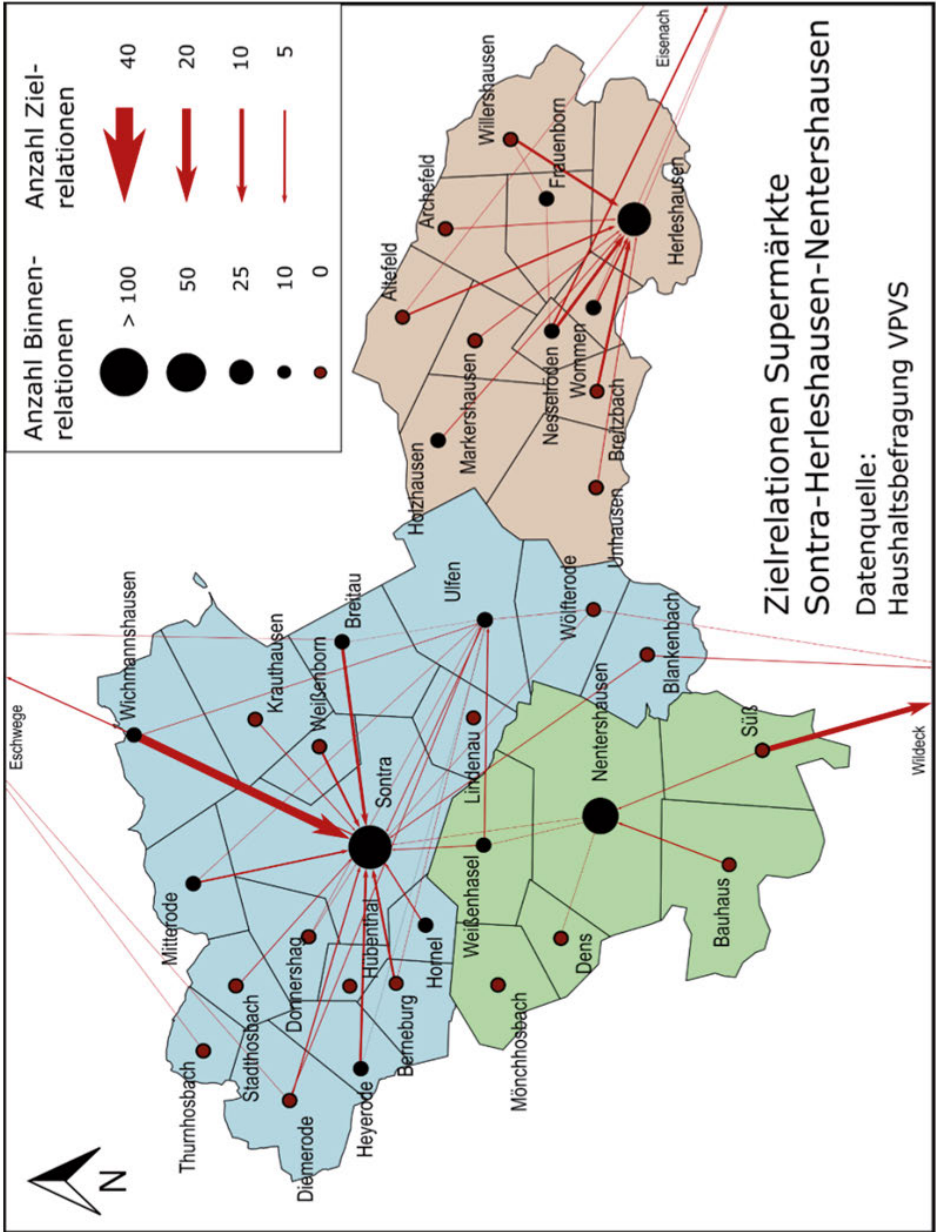 N
Anzahl Binnen-
relationen
> 100
50
25
10
0
Anzahl Ziel-
relationen
40
20
10
5
Eschwege
Wichmannshausen
Mitterode
Thurnhosbach
Stadthosbach
Krauthausen
Diemerode
Donnershag
Weißenborn
Breitau
Heyerode
Hübenthal
Sontra
Berneburg
Hornel
Ulfen
Lindenau
Weißenhasel
Mönchhosbach
Dens
Wölfterode
Nentershausen
Blankenbach
Bauhaus
Süß
Wildeck
Holzhausen
Altefeld
Archefeld
Willershausen
Markershausen
Nesselröden
Frauenborn
Wommen
Breitzbach
Unhausen
Herleshausen
Eisenach
Zielrelationen Supermärkte
Sontra-Herleshausen-Nentershausen
Datenquelle:
Haushaltsbefragung VPVS